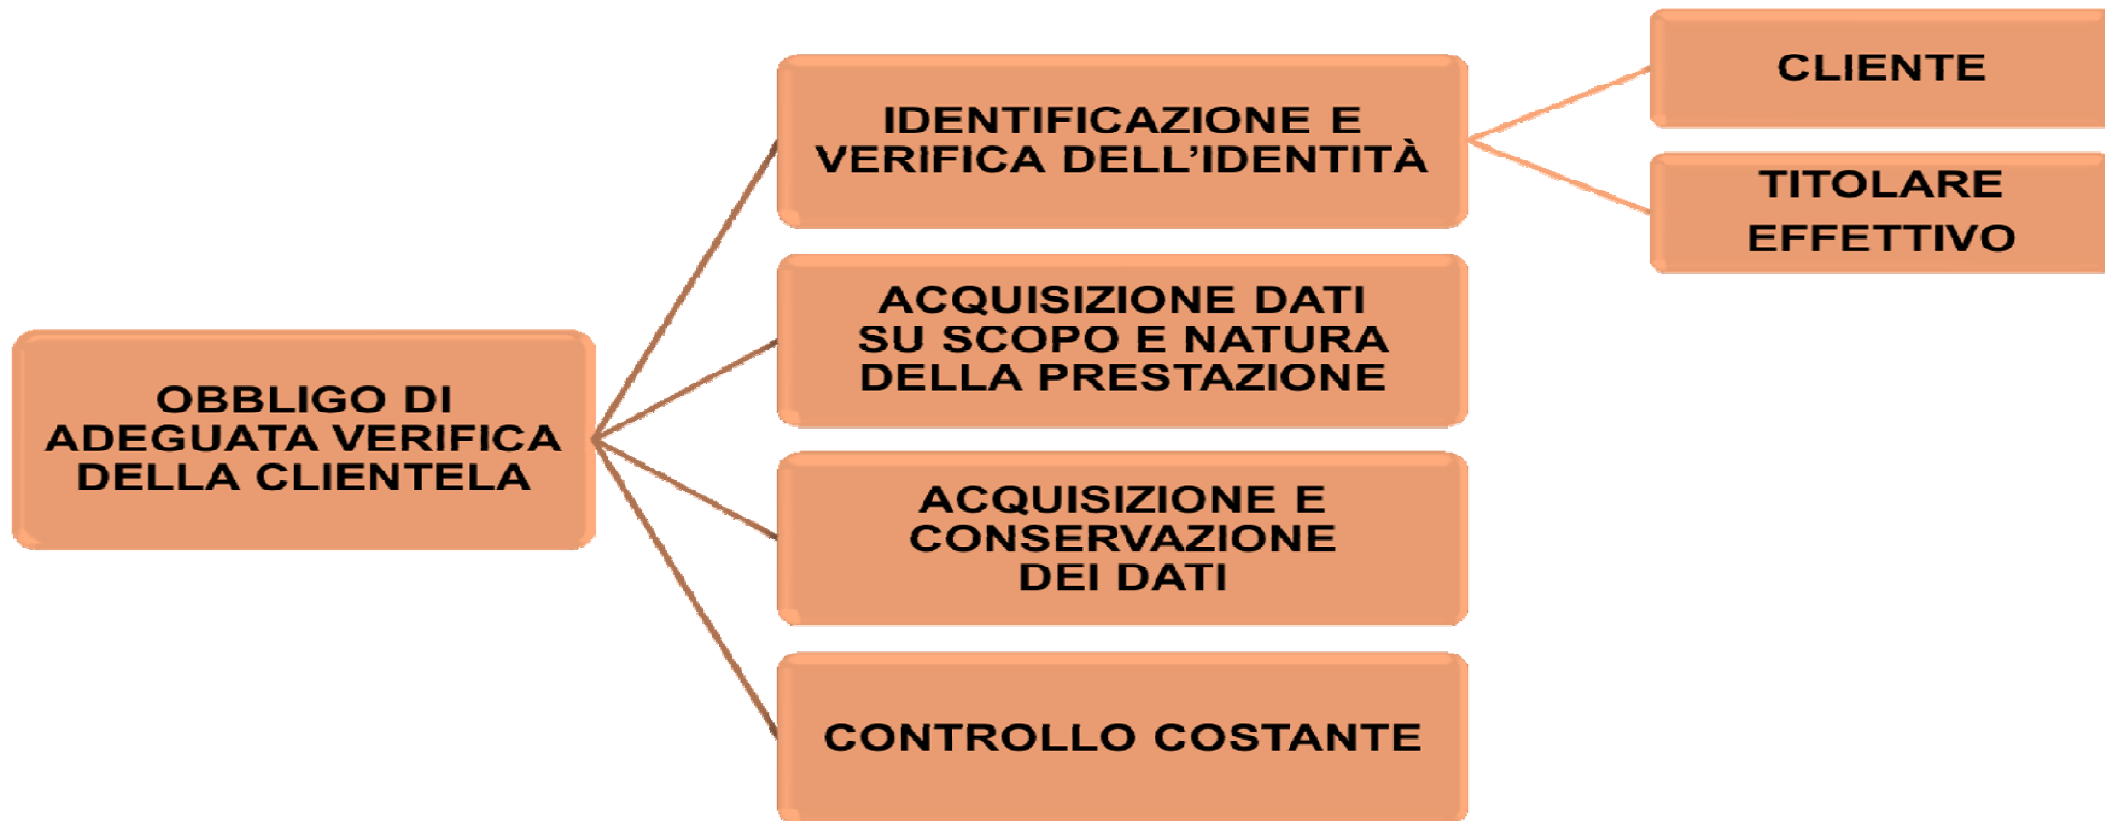 OBBLIGO DI
ADEGUATA VERIFICA
DELLA CLIENTELA
IDENTIFICAZIONE E
VERIFICA DELL'IDENTITÀ
CLIENTE
TITOLARE
EFFETTIVO
ACQUISIZIONE DATI
SU SCOPO E NATURA
DELLA PRESTAZIONE
ACQUISIZIONE E
CONSERVAZIONE
DEI DATI
CONTROLLO COSTANTE